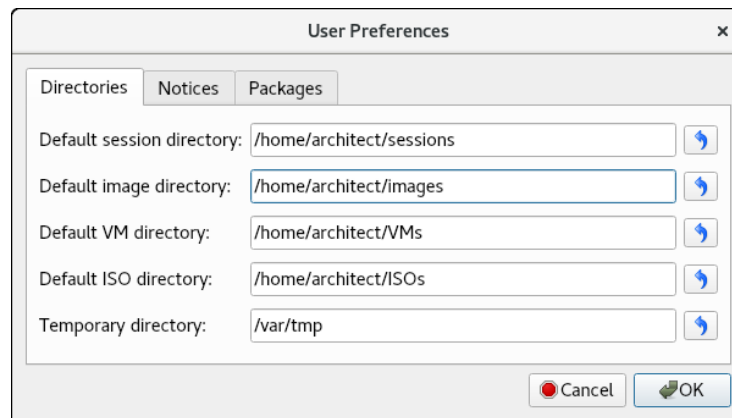 User Preferences ×
Directories Notices Packages
Default session directory: /home/architect/sessions
Default image directory: /home/architect/images
Default VM directory: /home/architect/VMs
Default ISO directory: /home/architect/ISOs
Temporary directory: /var/tmp
Cancel OK